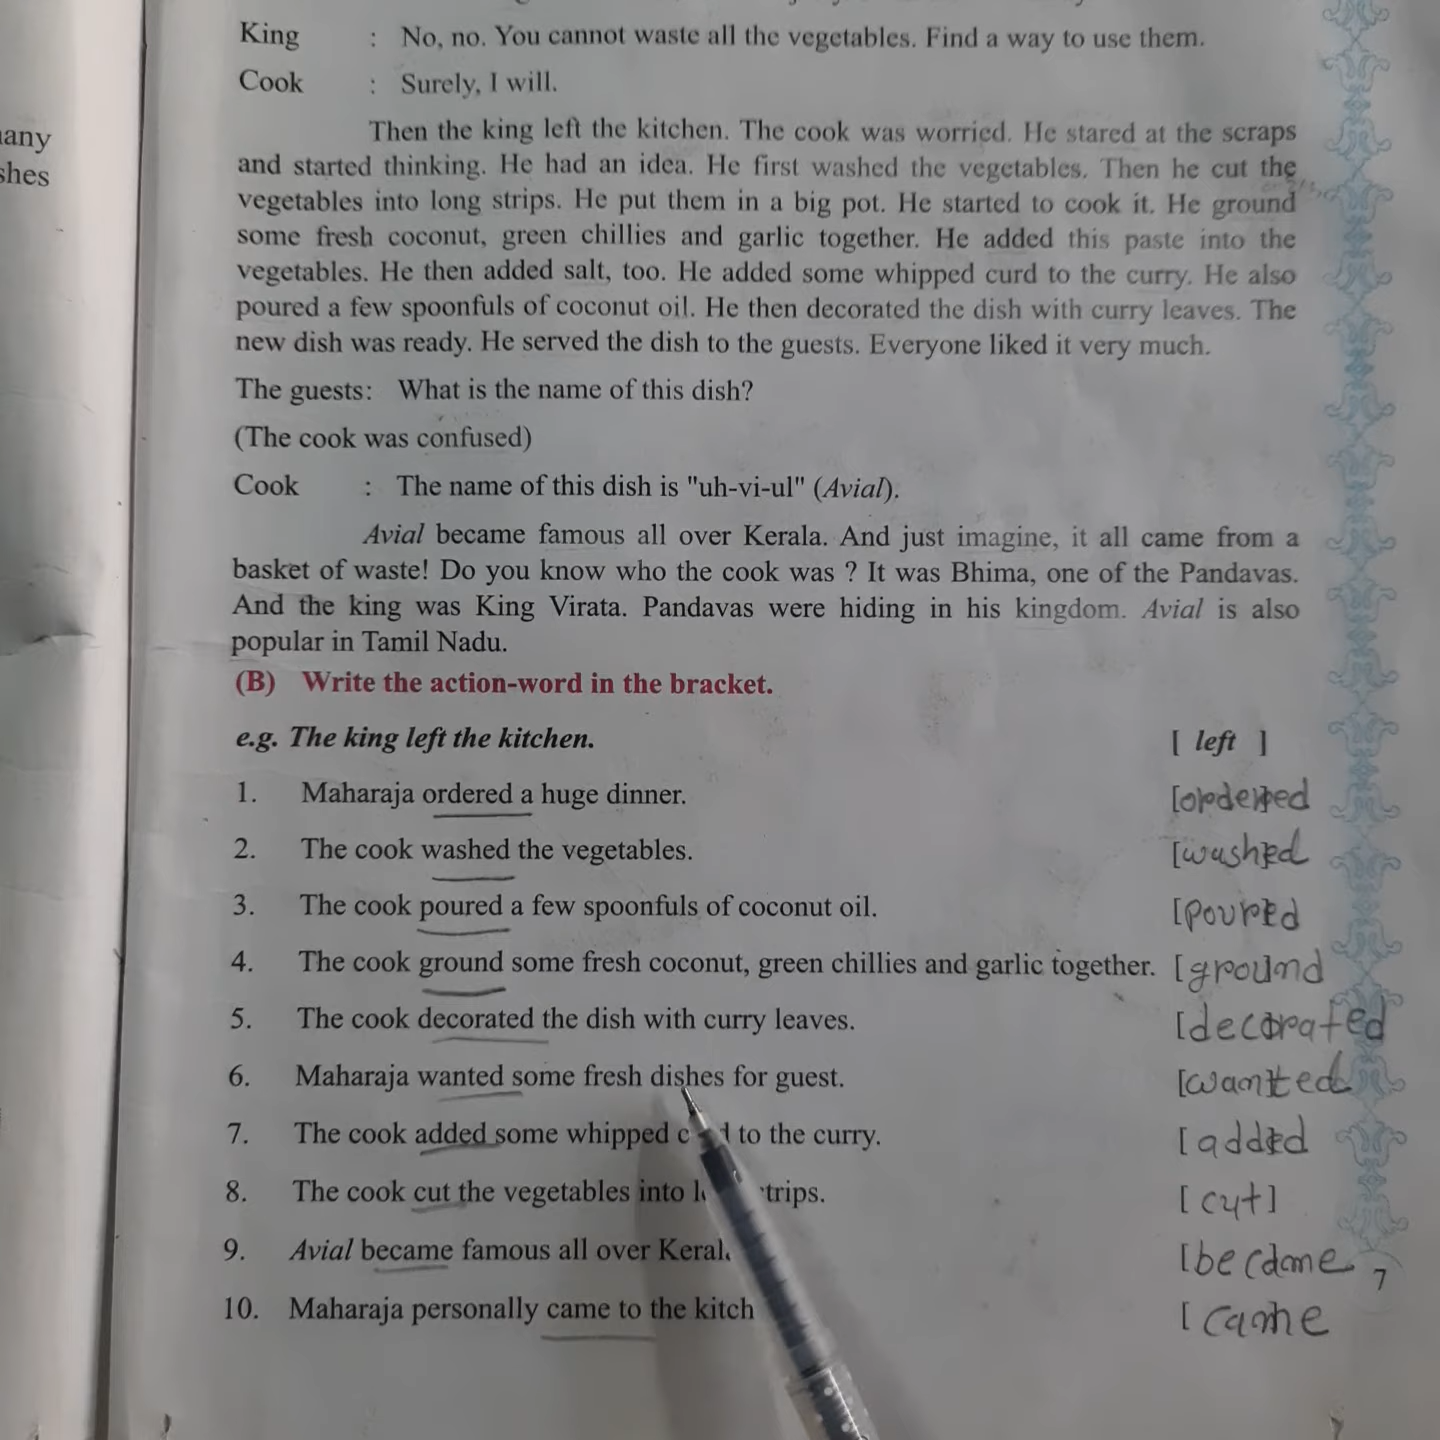 King : No, no. You cannot waste all the vegetables. Find a way to use them.
Cook : Surely, I will.
Then the king left the kitchen. The cook was worried. He stared at the scraps
and started thinking. He had an idea. He first washed the vegetables. Then he cut the
vegetables into long strips. He put them in a big pot. He started to cook it. He ground
some fresh coconut, green chillies and garlic together. He added this paste into the
vegetables. He then added salt, too. He added some whipped curd to the curry. He also
poured a few spoonfuls of coconut oil. He then decorated the dish with curry leaves. The
new dish was ready. He served the dish to the guests. Everyone liked it very much.
The guests: What is the name of this dish?
(The cook was confused)
Cook : The name of this dish is "uh-vi-ul" (Avial).
Avial became famous all over Kerala. And just imagine, it all came from a
basket of waste! Do you know who the cook was ? It was Bhima, one of the Pandavas.
And the king was King Virata. Pandavas were hiding in his kingdom. Avial is also
popular in Tamil Nadu.
(B) Write the action-word in the bracket.
e.g. The king left the kitchen. [ left ]
1. Maharaja ordered a huge dinner. [ordered
2. The cook washed the vegetables. [washed
3. The cook poured a few spoonfuls of coconut oil. [poured
4. The cook ground some fresh coconut, green chillies and garlic together. [ground
5. The cook decorated the dish with curry leaves. [decorated
6. Maharaja wanted some fresh dishes for guest. [wanted
7. The cook added some whipped to the curry. [added
8. The cook cut the vegetables into trips. [cut]
9. Avial became famous all over Keral [became
7
10. Maharaja personally came to the kitch [came